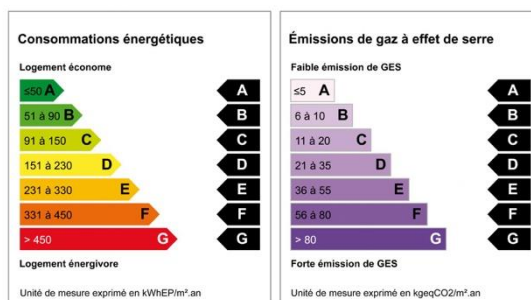 Consommations énergétiques
Logement économe
≤50 A A
51 à 90 B B
91 à 150 C C
151 à 230 D D
231 à 330 E E
331 à 450 F F
> 450 G G
Logement énergivore
Unité de mesure exprimé en kWhEP/m².an
Émissions de gaz à effet de serre
Faible émission de GES
≤5 A A
6 à 10 B B
11 à 20 C C
21 à 35 D D
36 à 55 E E
56 à 80 F F
> 80 G G
Forte émission de GES
Unité de mesure exprimé en kgeqCO2/m².an